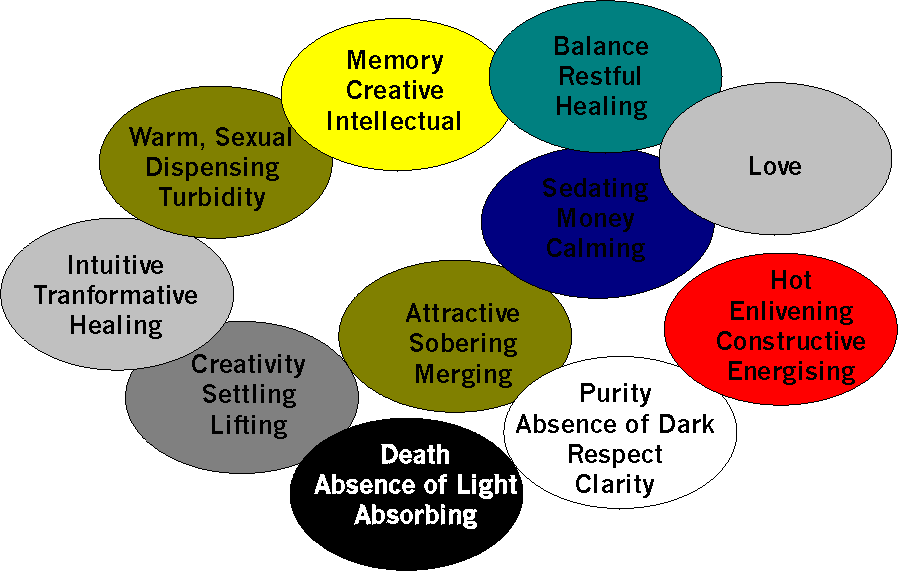 Memory
Creative
Intellectual
Balance
Restful
Healing
Warm, Sexual
Dispensing
Turbidity
Love
Sedating
Money
Calming
Intuitive
Tranformative
Healing
Hot
Enlivening
Constructive
Energising
Attractive
Sobering
Merging
Creativity
Settling
Lifting
Purity
Absence of Dark
Respect
Clarity
Death
Absence of Light
Absorbing